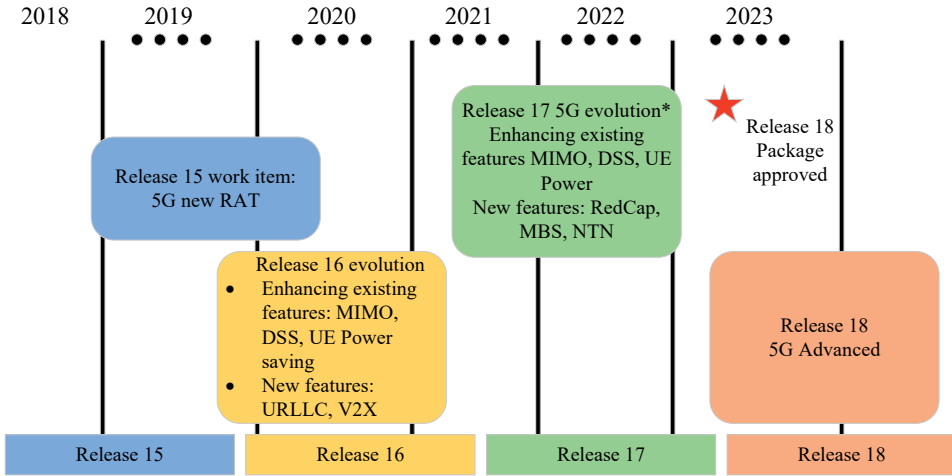 2018
2019
2020
2021
2022
2023
Release 15 work item:
5G new RAT
Release 16 evolution
• Enhancing existing
features: MIMO,
DSS, UE Power
saving
• New features:
URLLC, V2X
Release 17 5G evolution*
Enhancing existing
features MIMO, DSS, UE
Power
New features: RedCap,
MBS, NTN
Release 18
Package
approved
Release 18
5G Advanced
Release 15
Release 16
Release 17
Release 18